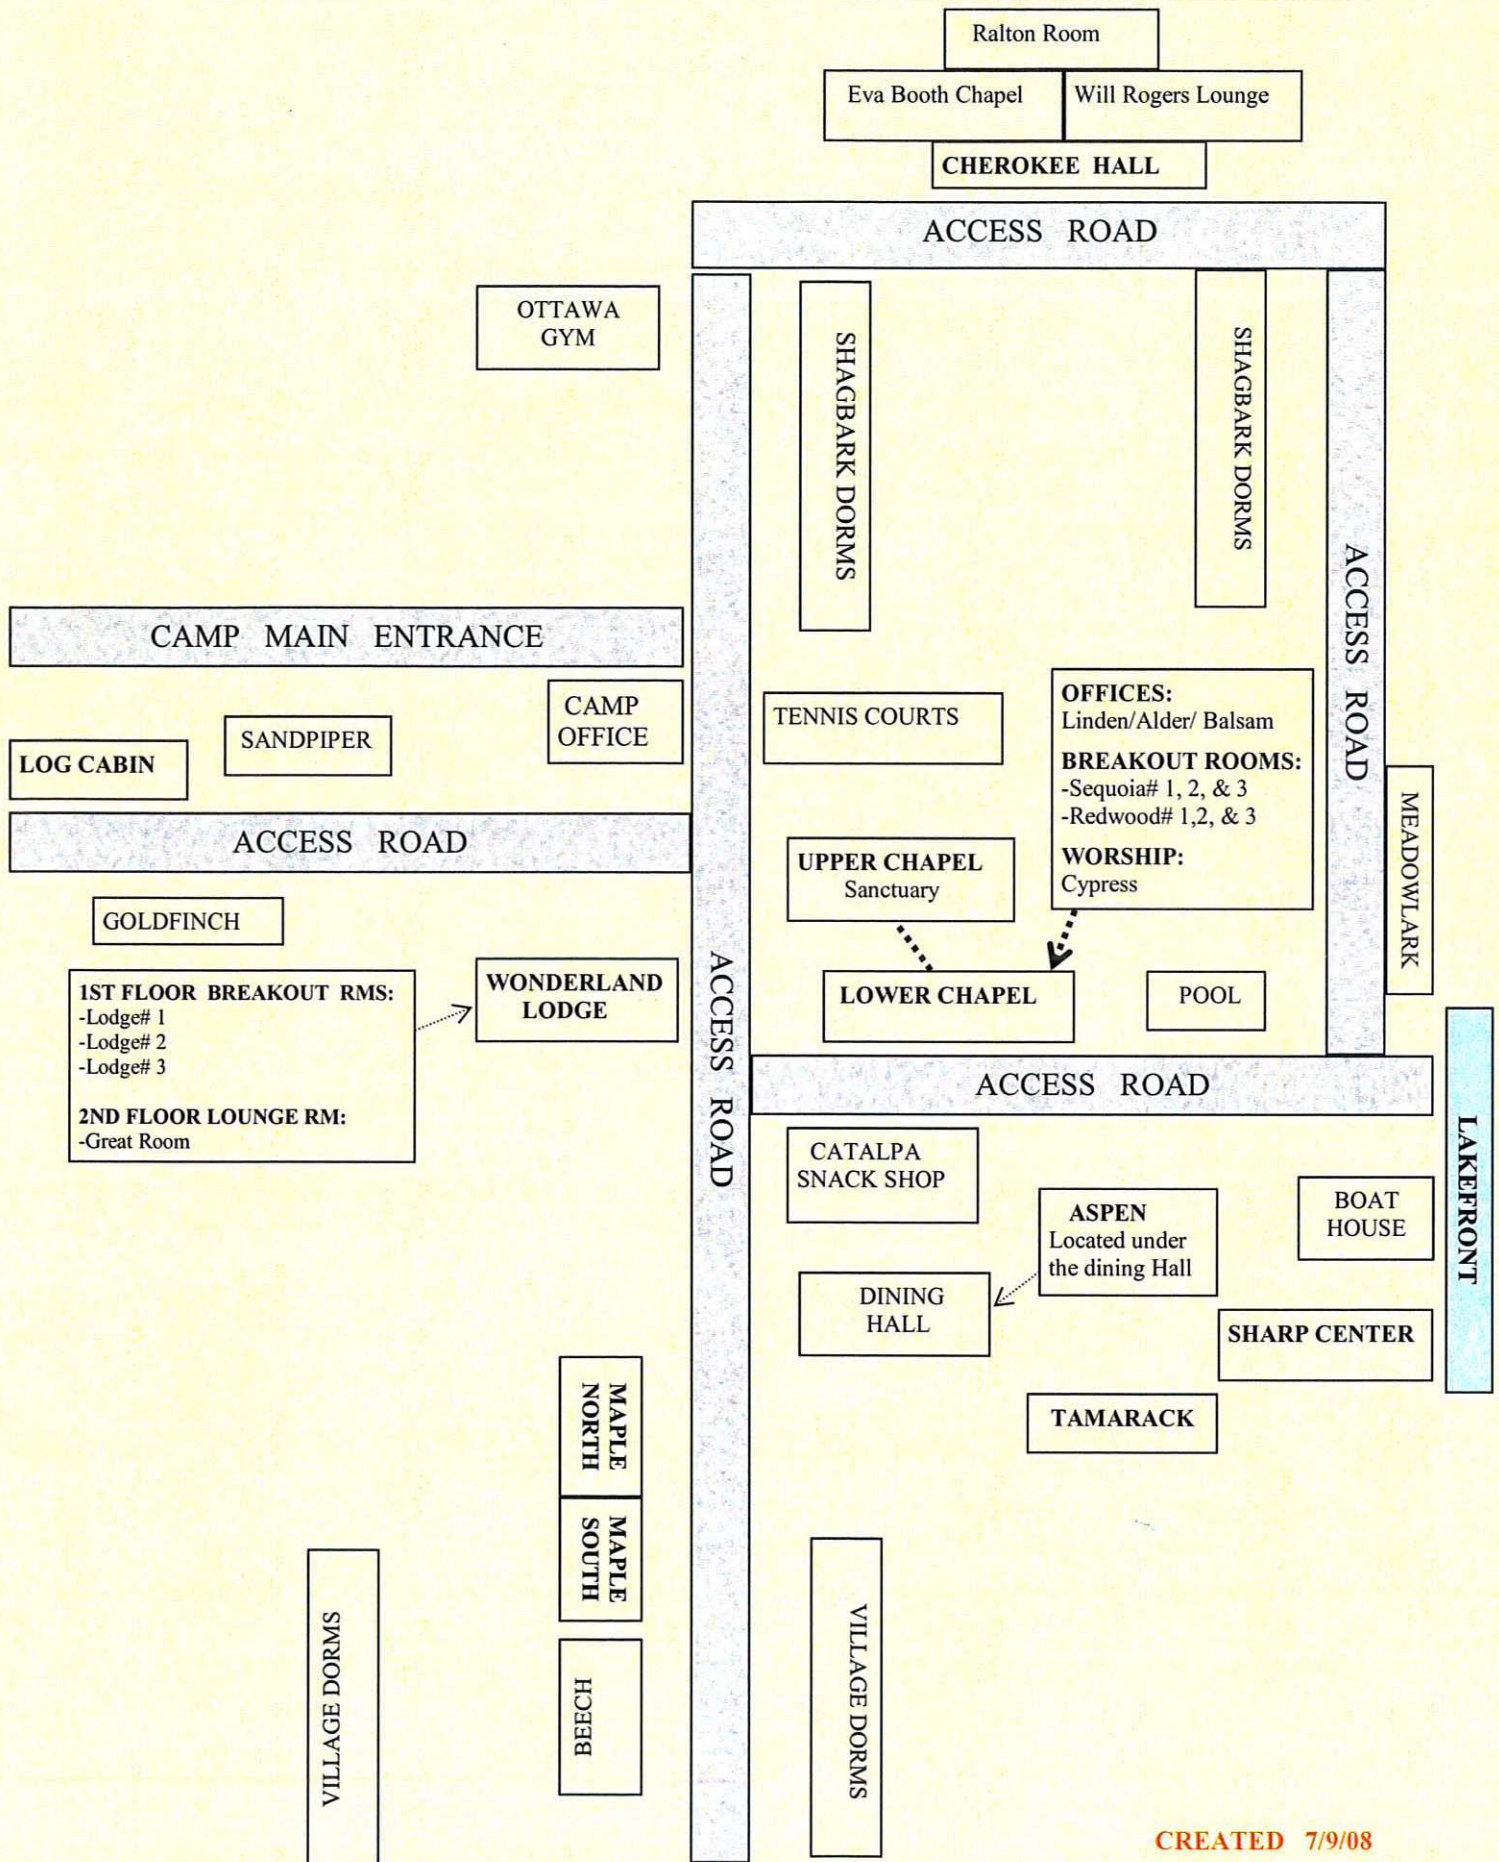 Ralton Room
Eva Booth Chapel
Will Rogers Lounge
CHEROKEE HALL
ACCESS ROAD
OTTAWA
GYM
SHAGBARK DORMS
SHAGBARK DORMS
ACCESS ROAD
CAMP MAIN ENTRANCE
CAMP
OFFICE
SANDPIPER
LOG CABIN
TENNIS COURTS
OFFICES:
Linden/Alder/ Balsam
BREAKOUT ROOMS:
-Sequoia# 1, 2, & 3
-Redwood# 1,2, & 3
WORSHIP:
Cypress
MEADOWLARK
ACCESS ROAD
UPPER CHAPEL
Sanctuary
GOLDFINCH
1ST FLOOR BREAKOUT RMS:
-Lodge# 1
-Lodge# 2
-Lodge# 3
2ND FLOOR LOUNGE RM:
-Great Room
WONDERLAND
LODGE
ACCESS ROAD
LOWER CHAPEL
POOL
ACCESS ROAD
LAKEFRONT
CATALPA
SNACK SHOP
ASPEN
Located under
the dining Hall
BOAT
HOUSE
DINING
HALL
SHARP CENTER
TAMARACK
MAPLE
NORTH
MAPLE
SOUTH
BEECH
VILLAGE DORMS
VILLAGE DORMS
CREATED 7/9/08